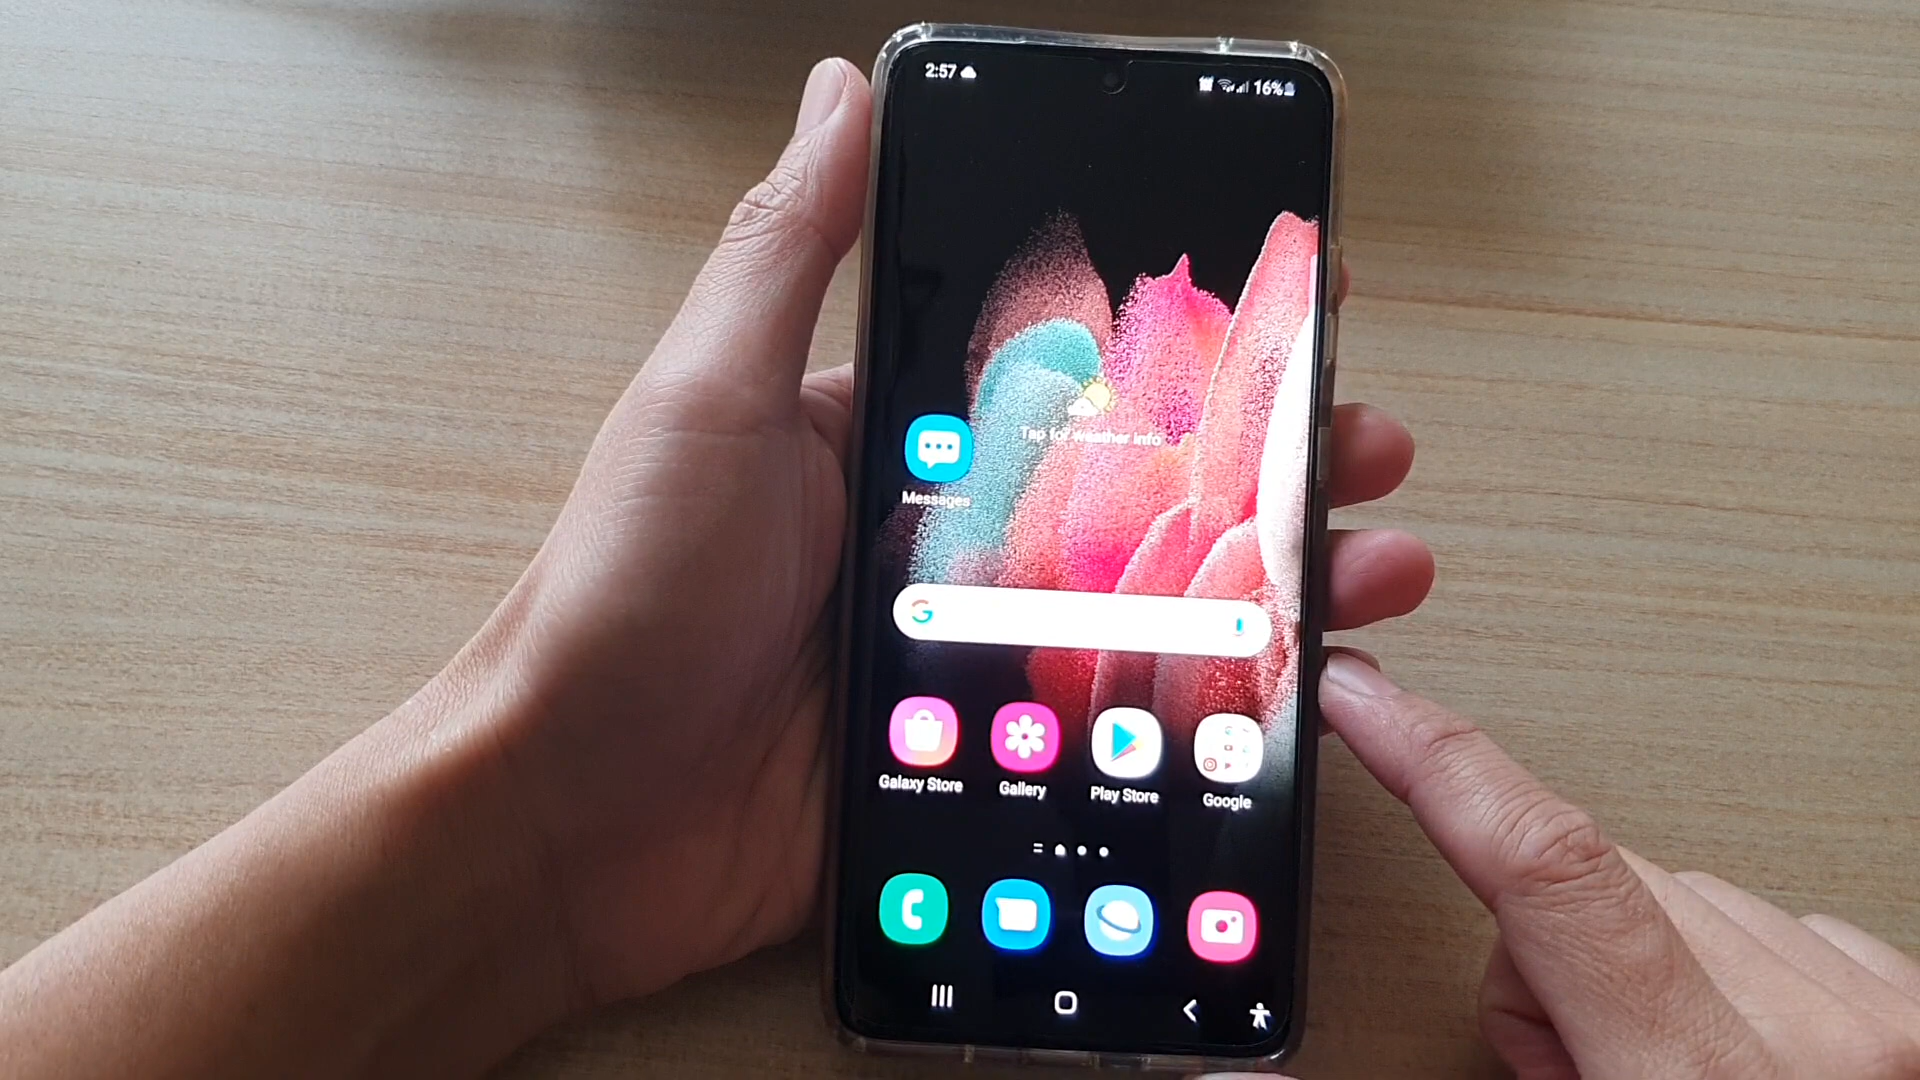 2:57
16%
Tap for weather info
Messages
G
Galaxy Store
Gallery
Play Store
Google